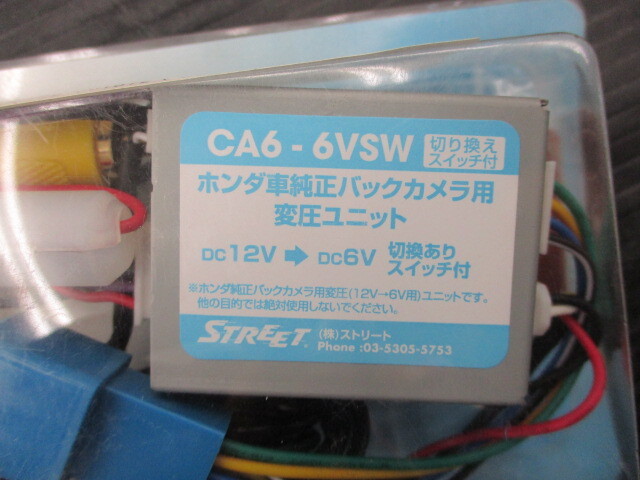 CA6 - 6VSW 切り換え
スイッチ付
ホンダ車純正バックカメラ用
変圧ユニット
DC 12V ➡ DC6V 切換あり
スイッチ付
※ホンダ純正バックカメラ用変圧(12V→6V用)ユニットです。
他の目的では絶対使用しないでください。
STREET. (株)ストリート
Phone :03-5305-5753